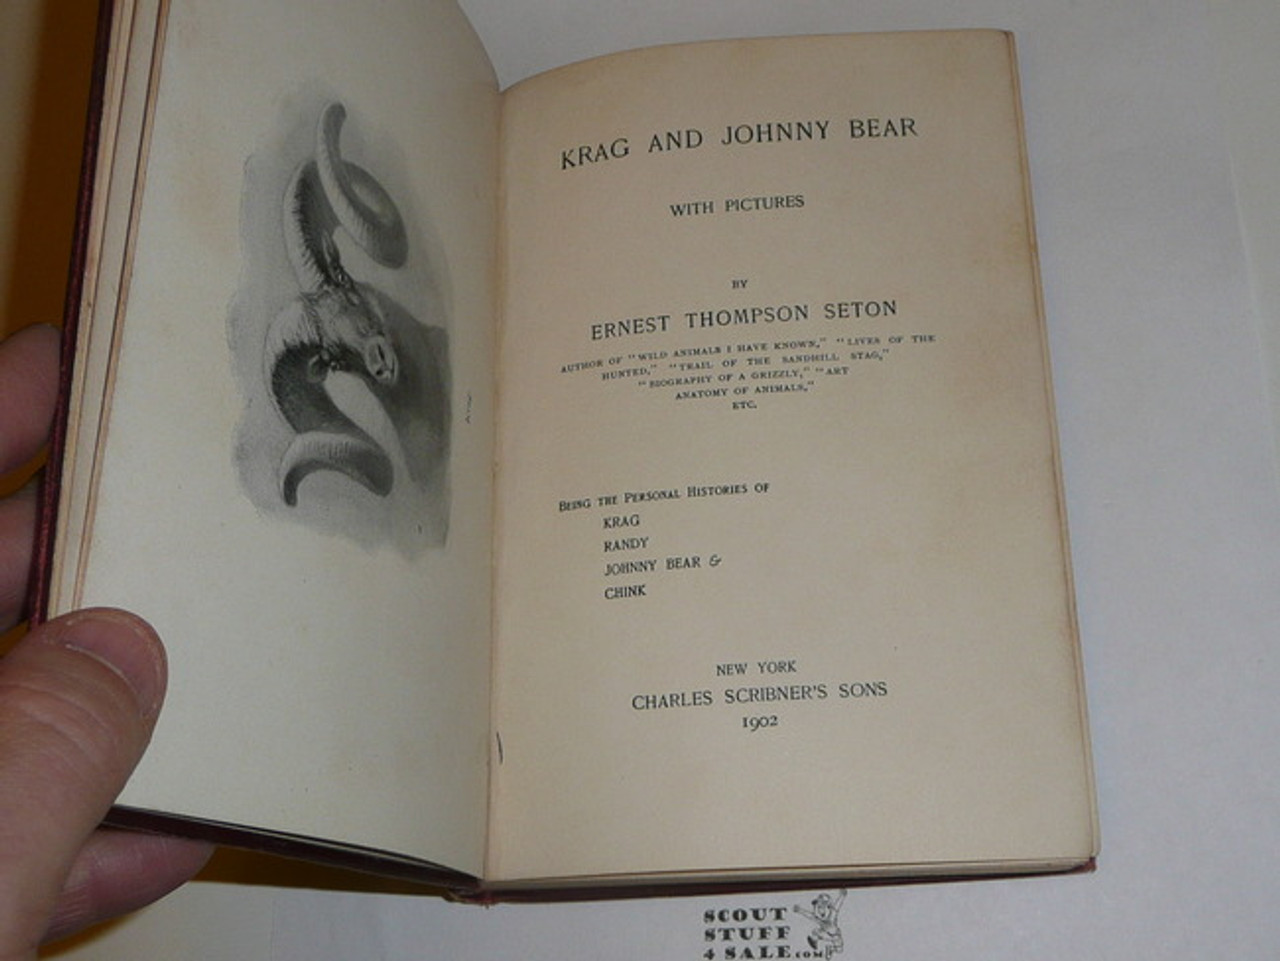 KRAG AND JOHNNY BEAR
WITH PICTURES
BY
ERNEST THOMPSON SETON
AUTHOR OF "WILD ANIMALS I HAVE KNOWN," "LIVES OF THE
HUNTED," "TRAIL OF THE SANDHILL STAG,"
"BIOGRAPHY OF A GRIZZLY," "ART
ANATOMY OF ANIMALS,"
ETC.
BEING THE PERSONAL HISTORIES OF
KRAG
RANDY
JOHNNY BEAR &
CHINK
NEW YORK
CHARLES SCRIBNER'S SONS
1902
SCOUT
STUFF
4 SALE.COM